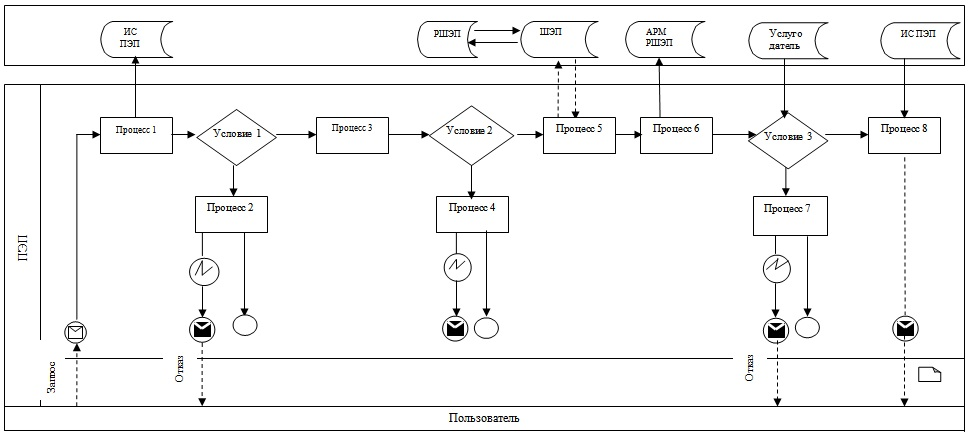 ИС
ПЭП
РШЭП
ШЭП
АРМ
РШЭП
Услуго
датель
ИС ПЭП
Процесс 1
Условие 1
Процесс 3
Условие 2
Процесс 5
Процесс 6
Условие 3
Процесс 8
Процесс 2
Процесс 4
Процесс 7
ПЭП
Запрос
Отказ
Отказ
Пользователь